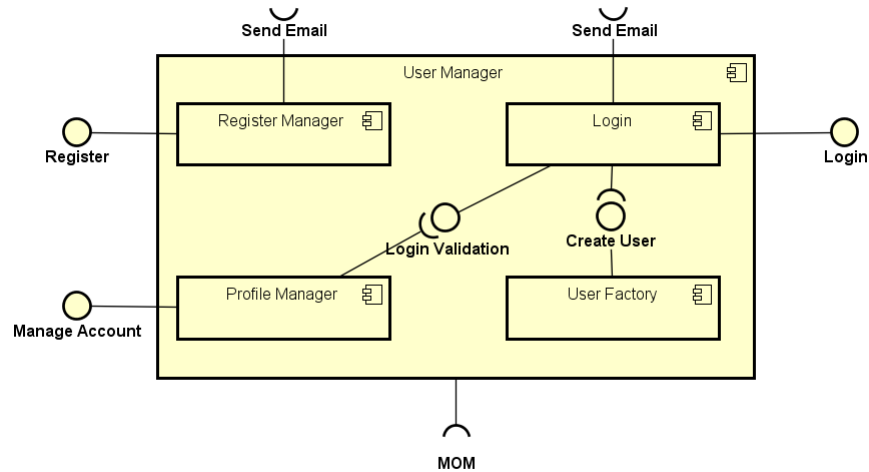 Send Email
Send Email
User Manager
Register Manager
Login
Register
Login
Login Validation
Create User
Profile Manager
User Factory
Manage Account
MOM